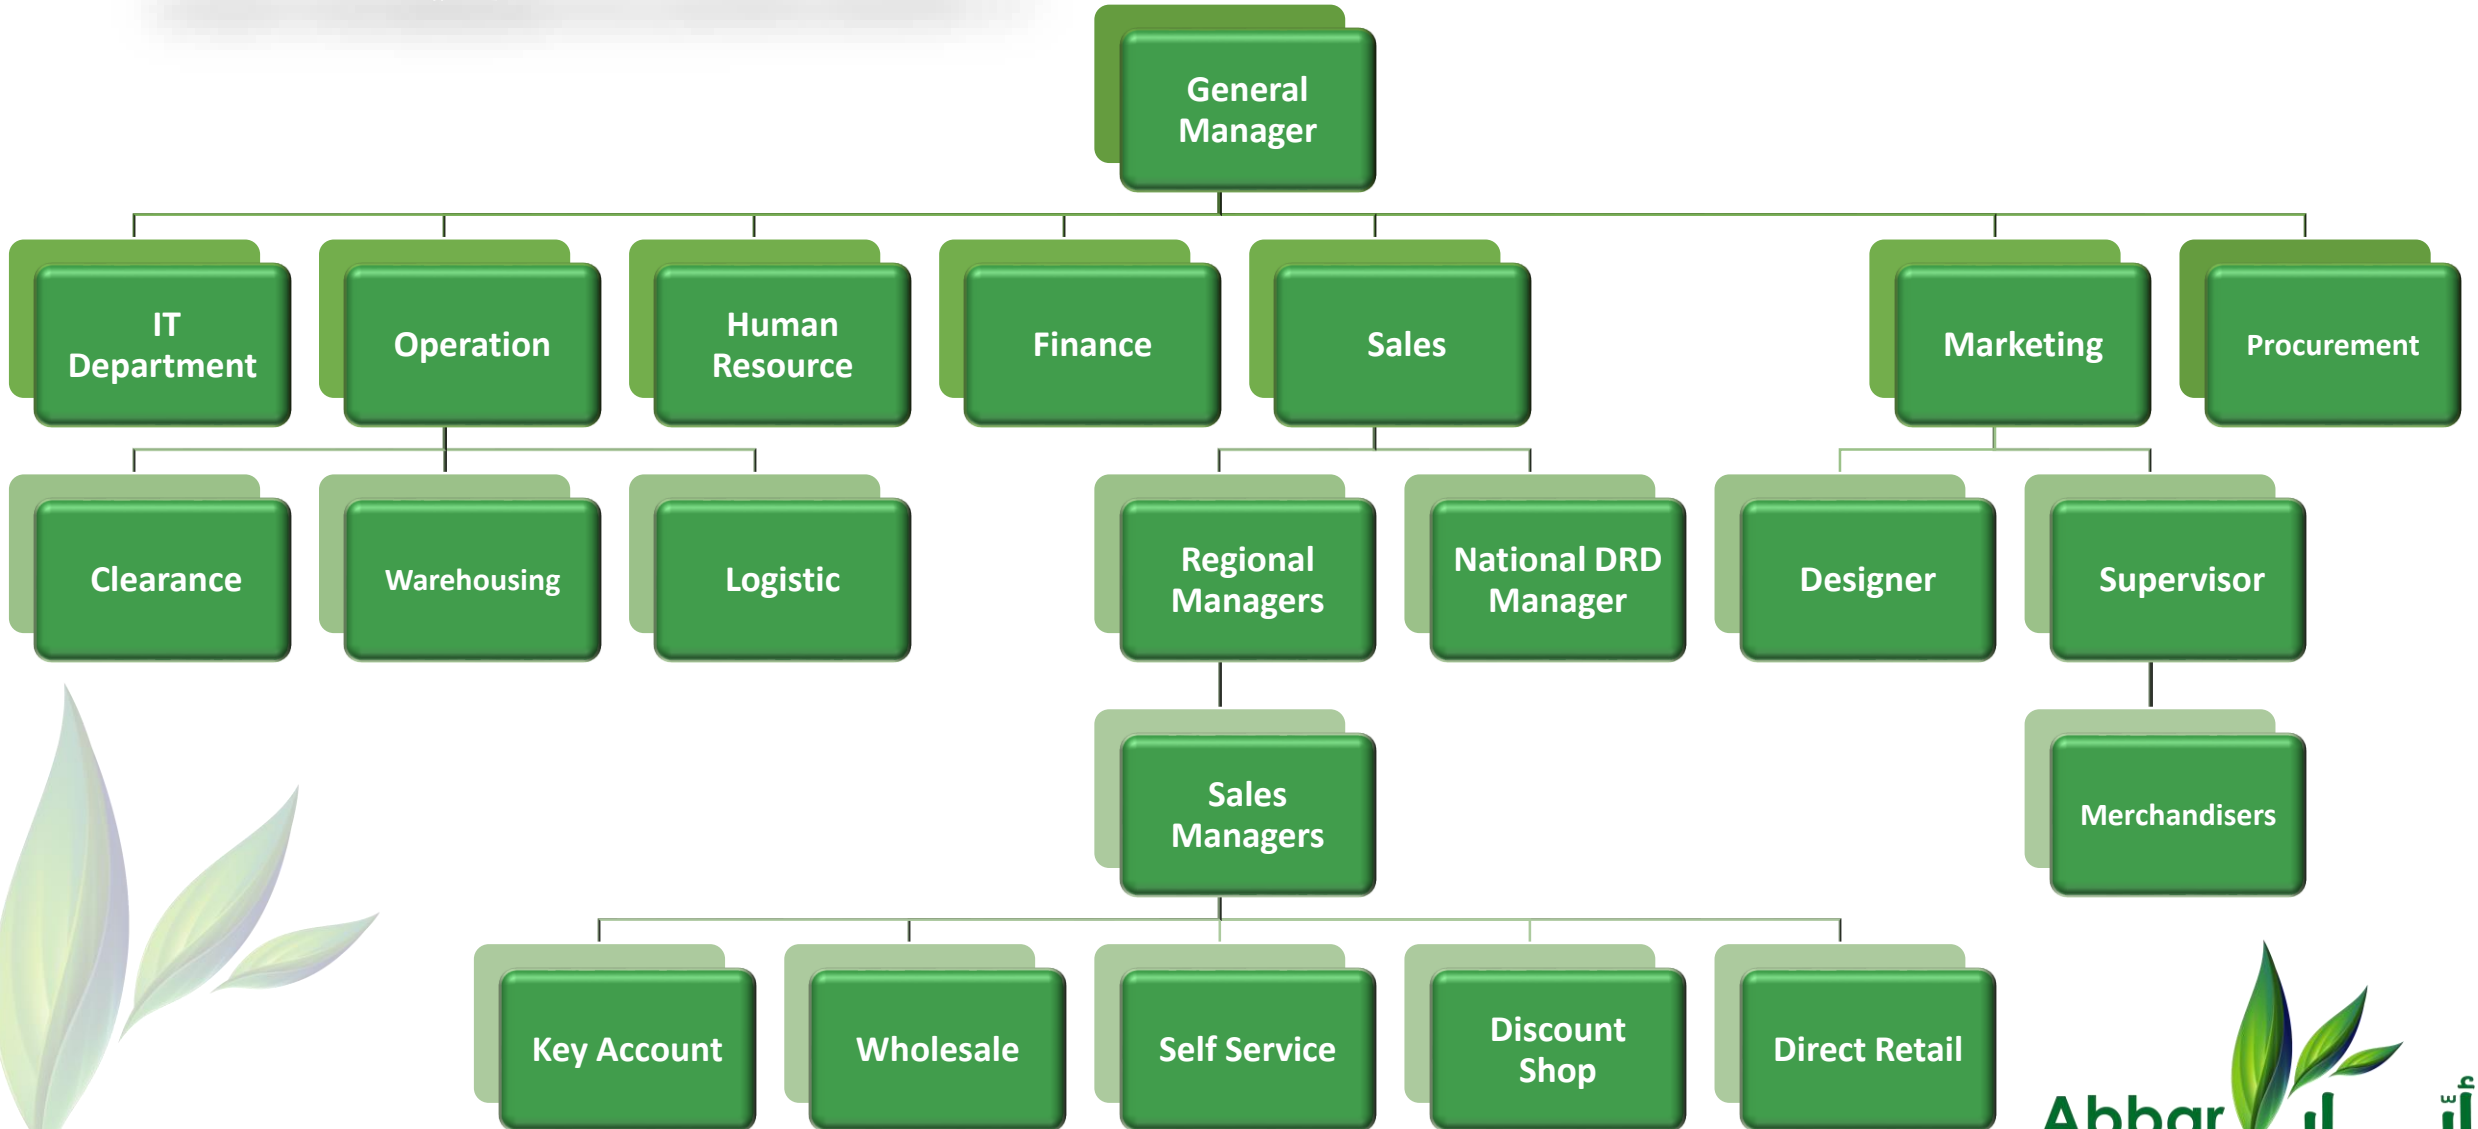 General
Manager
IT
Department
Operation
Human
Resource
Finance
Sales
Marketing
Procurement
Clearance
Warehousing
Logistic
Regional
Managers
National DRD
Manager
Designer
Supervisor
Sales
Managers
Merchandisers
Key Account
Wholesale
Self Service
Discount
Shop
Direct Retail
Abbar